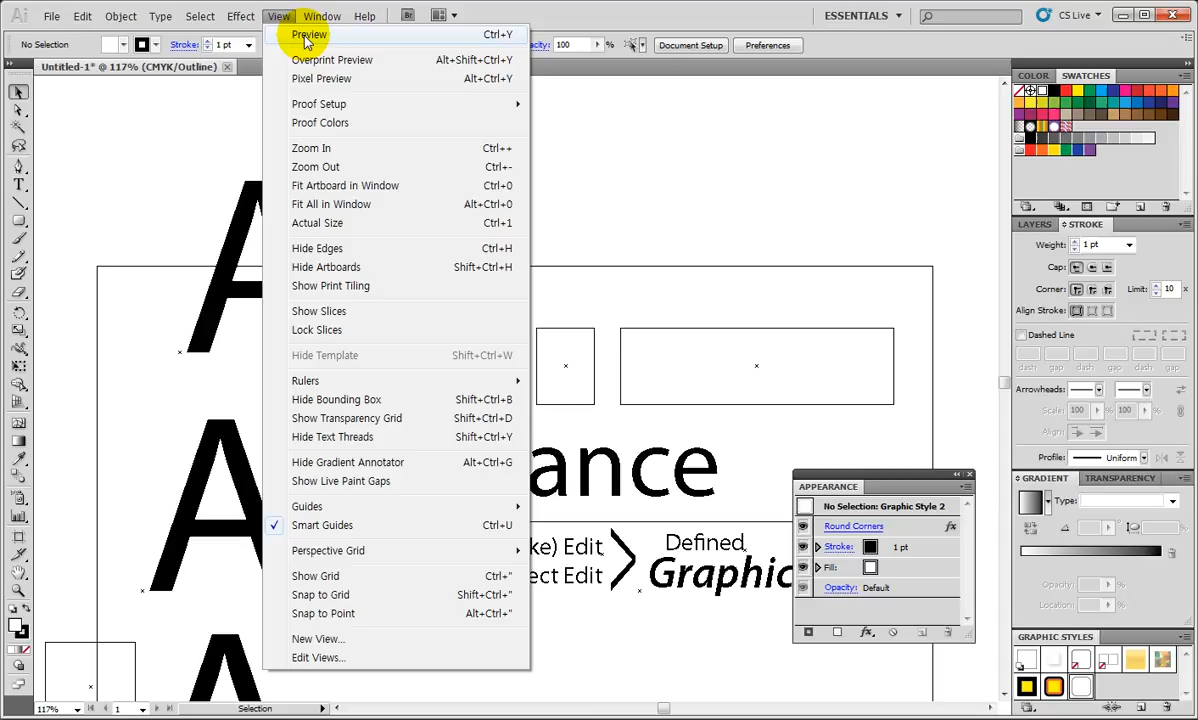 Ai File Edit Object Type Select Effect View Window Help Br ESSENTIALS CS Live
No Selection Stroke: 1 pt Opacity: 100 % Document Setup Preferences
Untitled-1* @ 117% (CMYK/Outline)
Preview Ctrl+Y
Overprint Preview Alt+Shift+Ctrl+Y
Pixel Preview Alt+Ctrl+Y
Proof Setup
Proof Colors
Zoom In Ctrl++
Zoom Out Ctrl+-
Fit Artboard in Window Ctrl+0
Fit All in Window Alt+Ctrl+0
Actual Size Ctrl+1
Hide Edges Ctrl+H
Hide Artboards Shift+Ctrl+H
Show Print Tiling
Show Slices
Lock Slices
Hide Template Shift+Ctrl+W
Rulers
Hide Bounding Box Shift+Ctrl+B
Show Transparency Grid Shift+Ctrl+D
Hide Text Threads Shift+Ctrl+Y
Hide Gradient Annotator Alt+Ctrl+G
Show Live Paint Gaps
Guides
Smart Guides Ctrl+U
Perspective Grid
Show Grid Ctrl+"
Snap to Grid Shift+Ctrl+"
Snap to Point Alt+Ctrl+"
New View...
Edit Views...
A
A
A
ance
ke) Edit
ect Edit
Defined
Graphic
COLOR SWATCHES
LAYERS STROKE
Weight: 1 pt
Cap:
Corner: Limit: 10 x
Align Stroke:
Dashed Line
dash gap dash gap dash gap
Arrowheads:
Scale: 100 % 100 %
Align:
Profile: Uniform
GRADIENT TRANSPARENCY
Type:
Opacity: %
Location: %
GRAPHIC STYLES
APPEARANCE
No Selection: Graphic Style 2
Round Corners fx
Stroke: 1 pt
Fill:
Opacity: Default
fx
117% 1 Selection